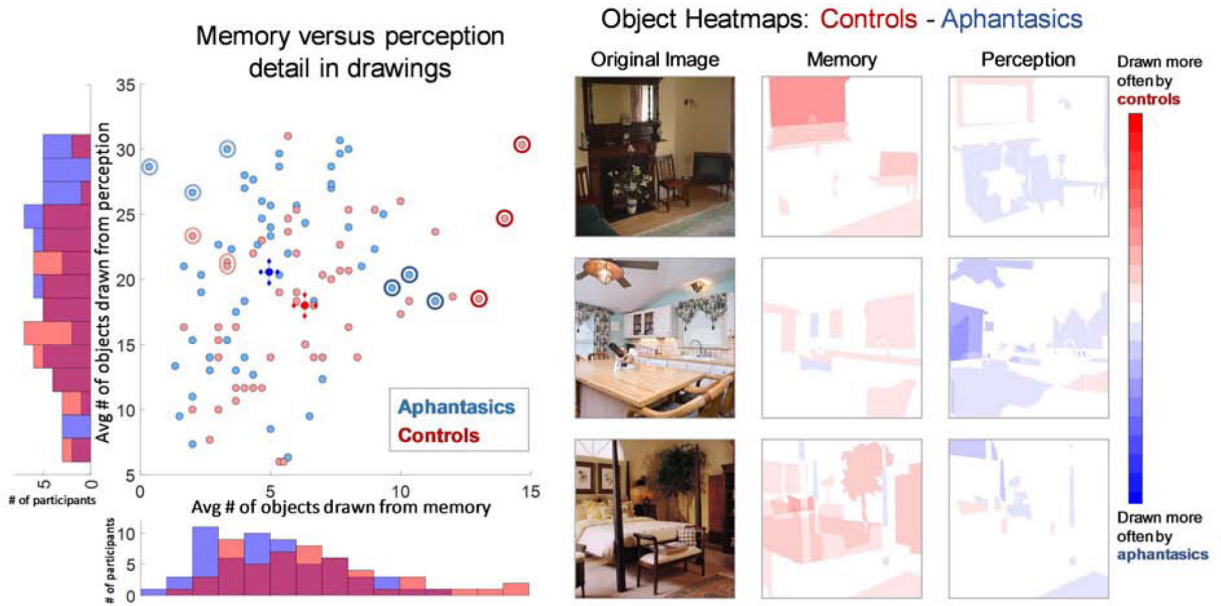 Memory versus perception
detail in drawings
35
30
25
20
15
10
5
Avg # of objects drawn from perception
5
0
# of participants
Aphantasics
Controls
0
5
10
15
Avg # of objects drawn from memory
10
5
0
# of participants
Object Heatmaps: Controls - Aphantasics
Original Image
Memory
Perception
Drawn more
often by
controls
Drawn more
often by
aphantasics